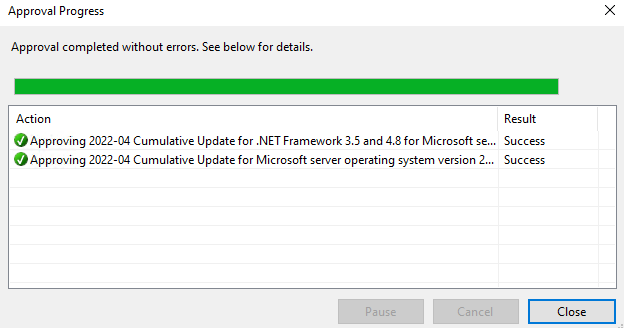 Approval Progress
Approval completed without errors. See below for details.
Action Result
Approving 2022-04 Cumulative Update for .NET Framework 3.5 and 4.8 for Microsoft se... Success
Approving 2022-04 Cumulative Update for Microsoft server operating system version 2... Success
Pause Cancel Close